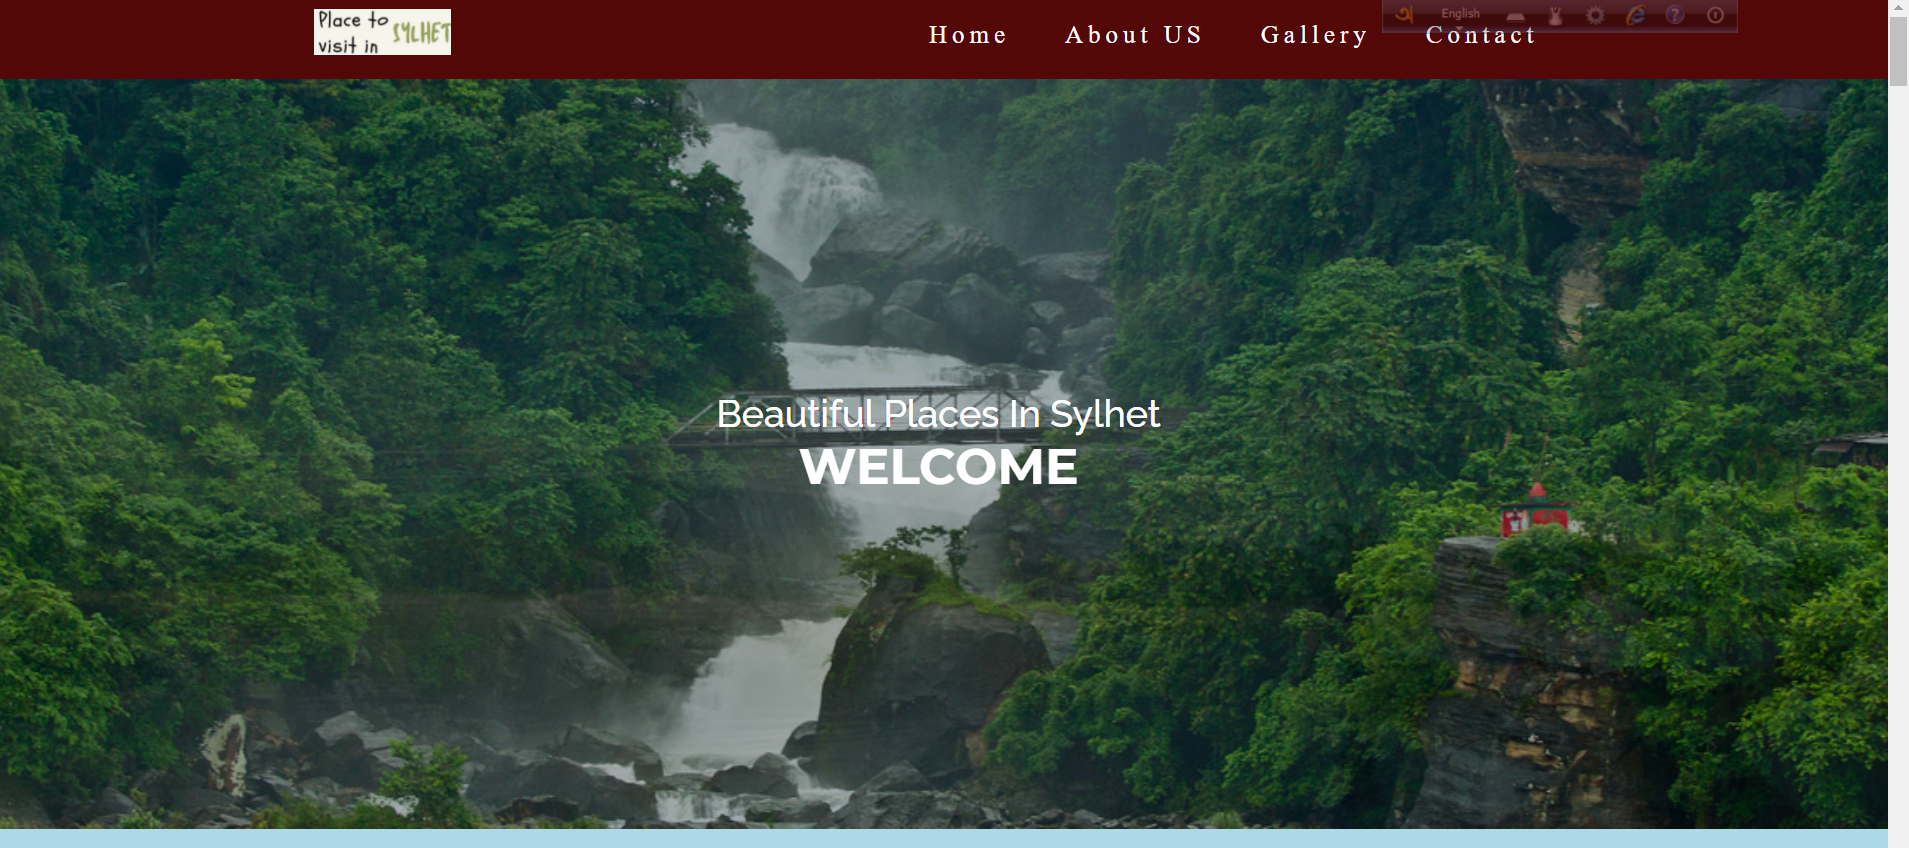 Place to
visit in SYLHET
Home About US Gallery Contact
অ English
Beautiful Places In Sylhet
WELCOME